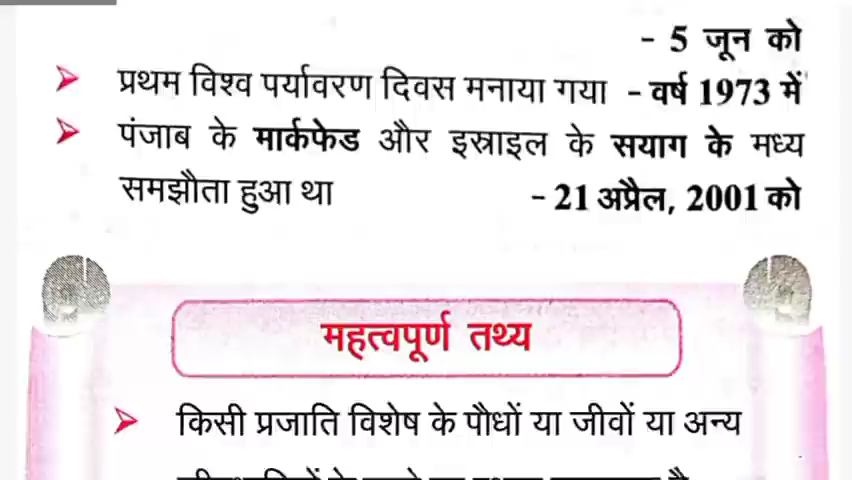 - 5 जून को
➤ प्रथम विश्व पर्यावरण दिवस मनाया गया - वर्ष 1973 में
➤ पंजाब के मार्कफेड और इस्राइल के सयाग के मध्य
समझौता हुआ था - 21 अप्रैल, 2001 को
महत्वपूर्ण तथ्य
➤ किसी प्रजाति विशेष के पौधों या जीवों या अन्य